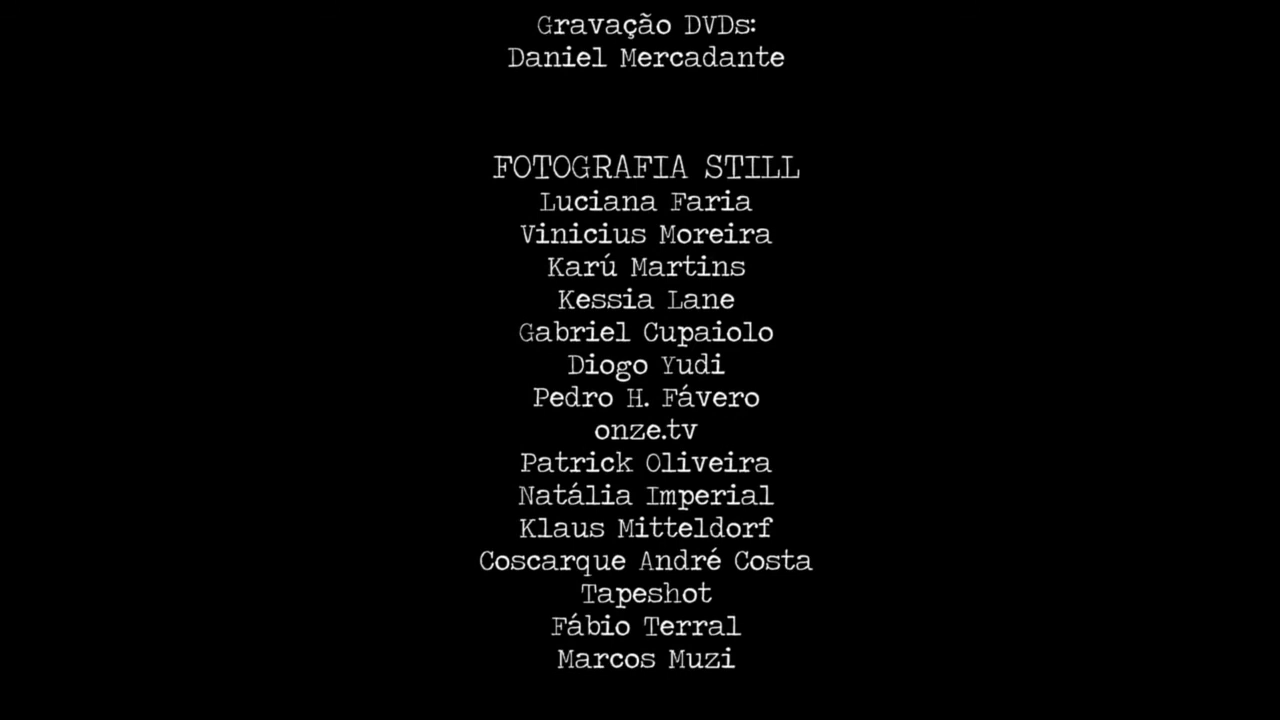 Gravação DVDs:
Daniel Mercadante
FOTOGRAFIA STILL
Luciana Faria
Vinicius Moreira
Karú Martins
Kessia Lane
Gabriel Cupaiolo
Diogo Yudi
Pedro H. Fávero
onze.tv
Patrick Oliveira
Natália Imperial
Klaus Mitteldorf
Coscarque André Costa
Tapeshot
Fábio Terral
Marcos Muzi